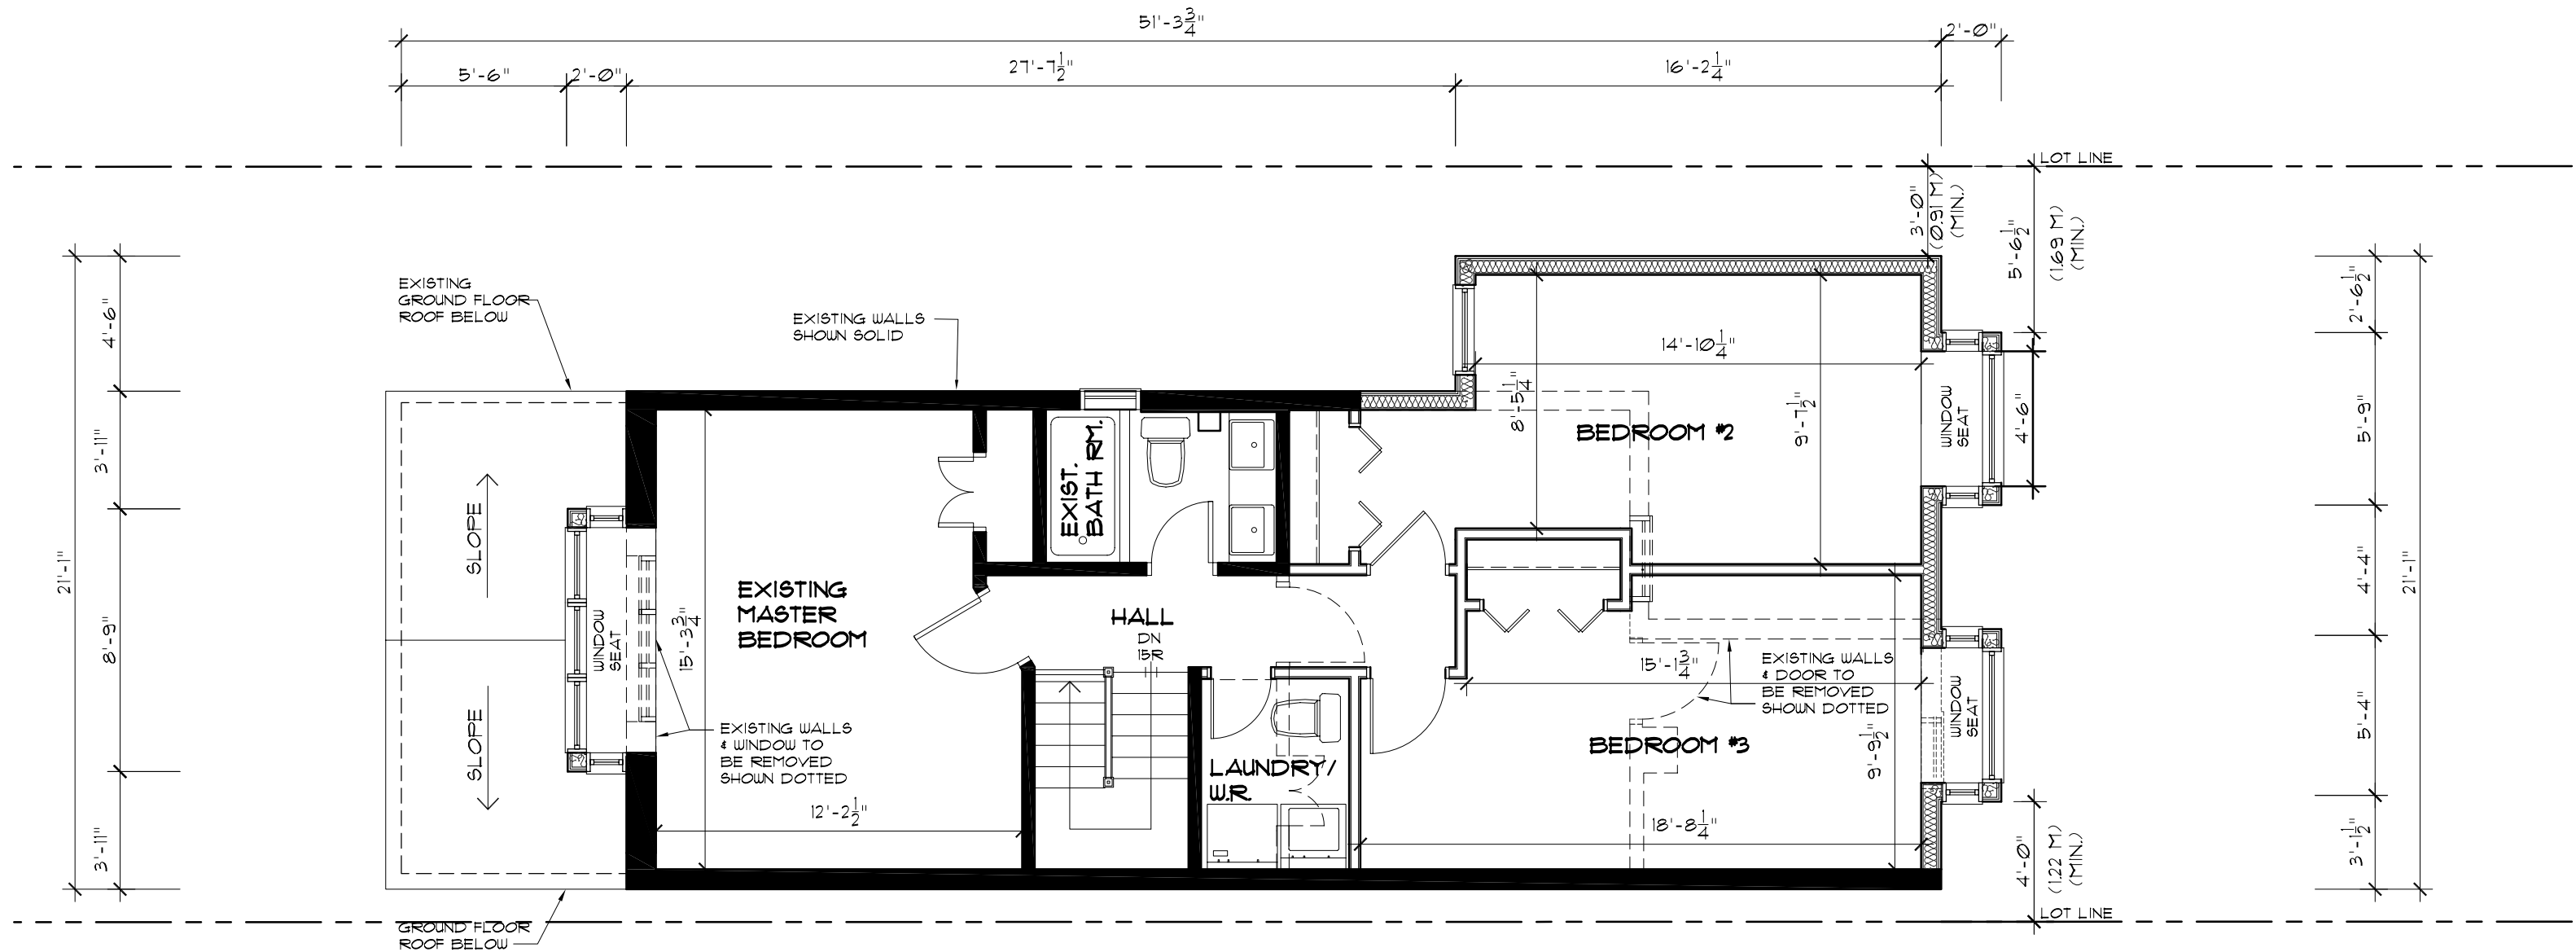 51'-3 3/4"
2'-0"
5'-6"
2'-0"
27'-7 1/2"
16'-2 1/4"
LOT LINE
3'-0"
(0.91 M)
(MIN.)
5'-6 1/2"
(1.69 M)
(MIN.)
21'-1"
4'-6"
3'-11"
8'-9"
3'-11"
EXISTING
GROUND FLOOR
ROOF BELOW
EXISTING WALLS
SHOWN SOLID
SLOPE
SLOPE
WINDOW
SEAT
EXISTING
MASTER
BEDROOM
15'-3 3/4"
12'-2 1/2"
EXISTING WALLS
& WINDOW TO
BE REMOVED
SHOWN DOTTED
EXIST.
BATH RM.
HALL
DN
15R
LAUNDRY/
W.R.
14'-10 1/4"
8'-5 1/4"
9'-7 1/2"
BEDROOM #2
WINDOW
SEAT
4'-6"
15'-1 3/4"
EXISTING WALLS
& DOOR TO
BE REMOVED
SHOWN DOTTED
BEDROOM #3
9'-9 1/2"
18'-8 1/4"
WINDOW
SEAT
2'-6 1/2"
5'-9"
4'-4"
5'-4"
3'-1 1/2"
21'-1"
4'-0"
(1.22 M)
(MIN.)
LOT LINE
GROUND FLOOR
ROOF BELOW